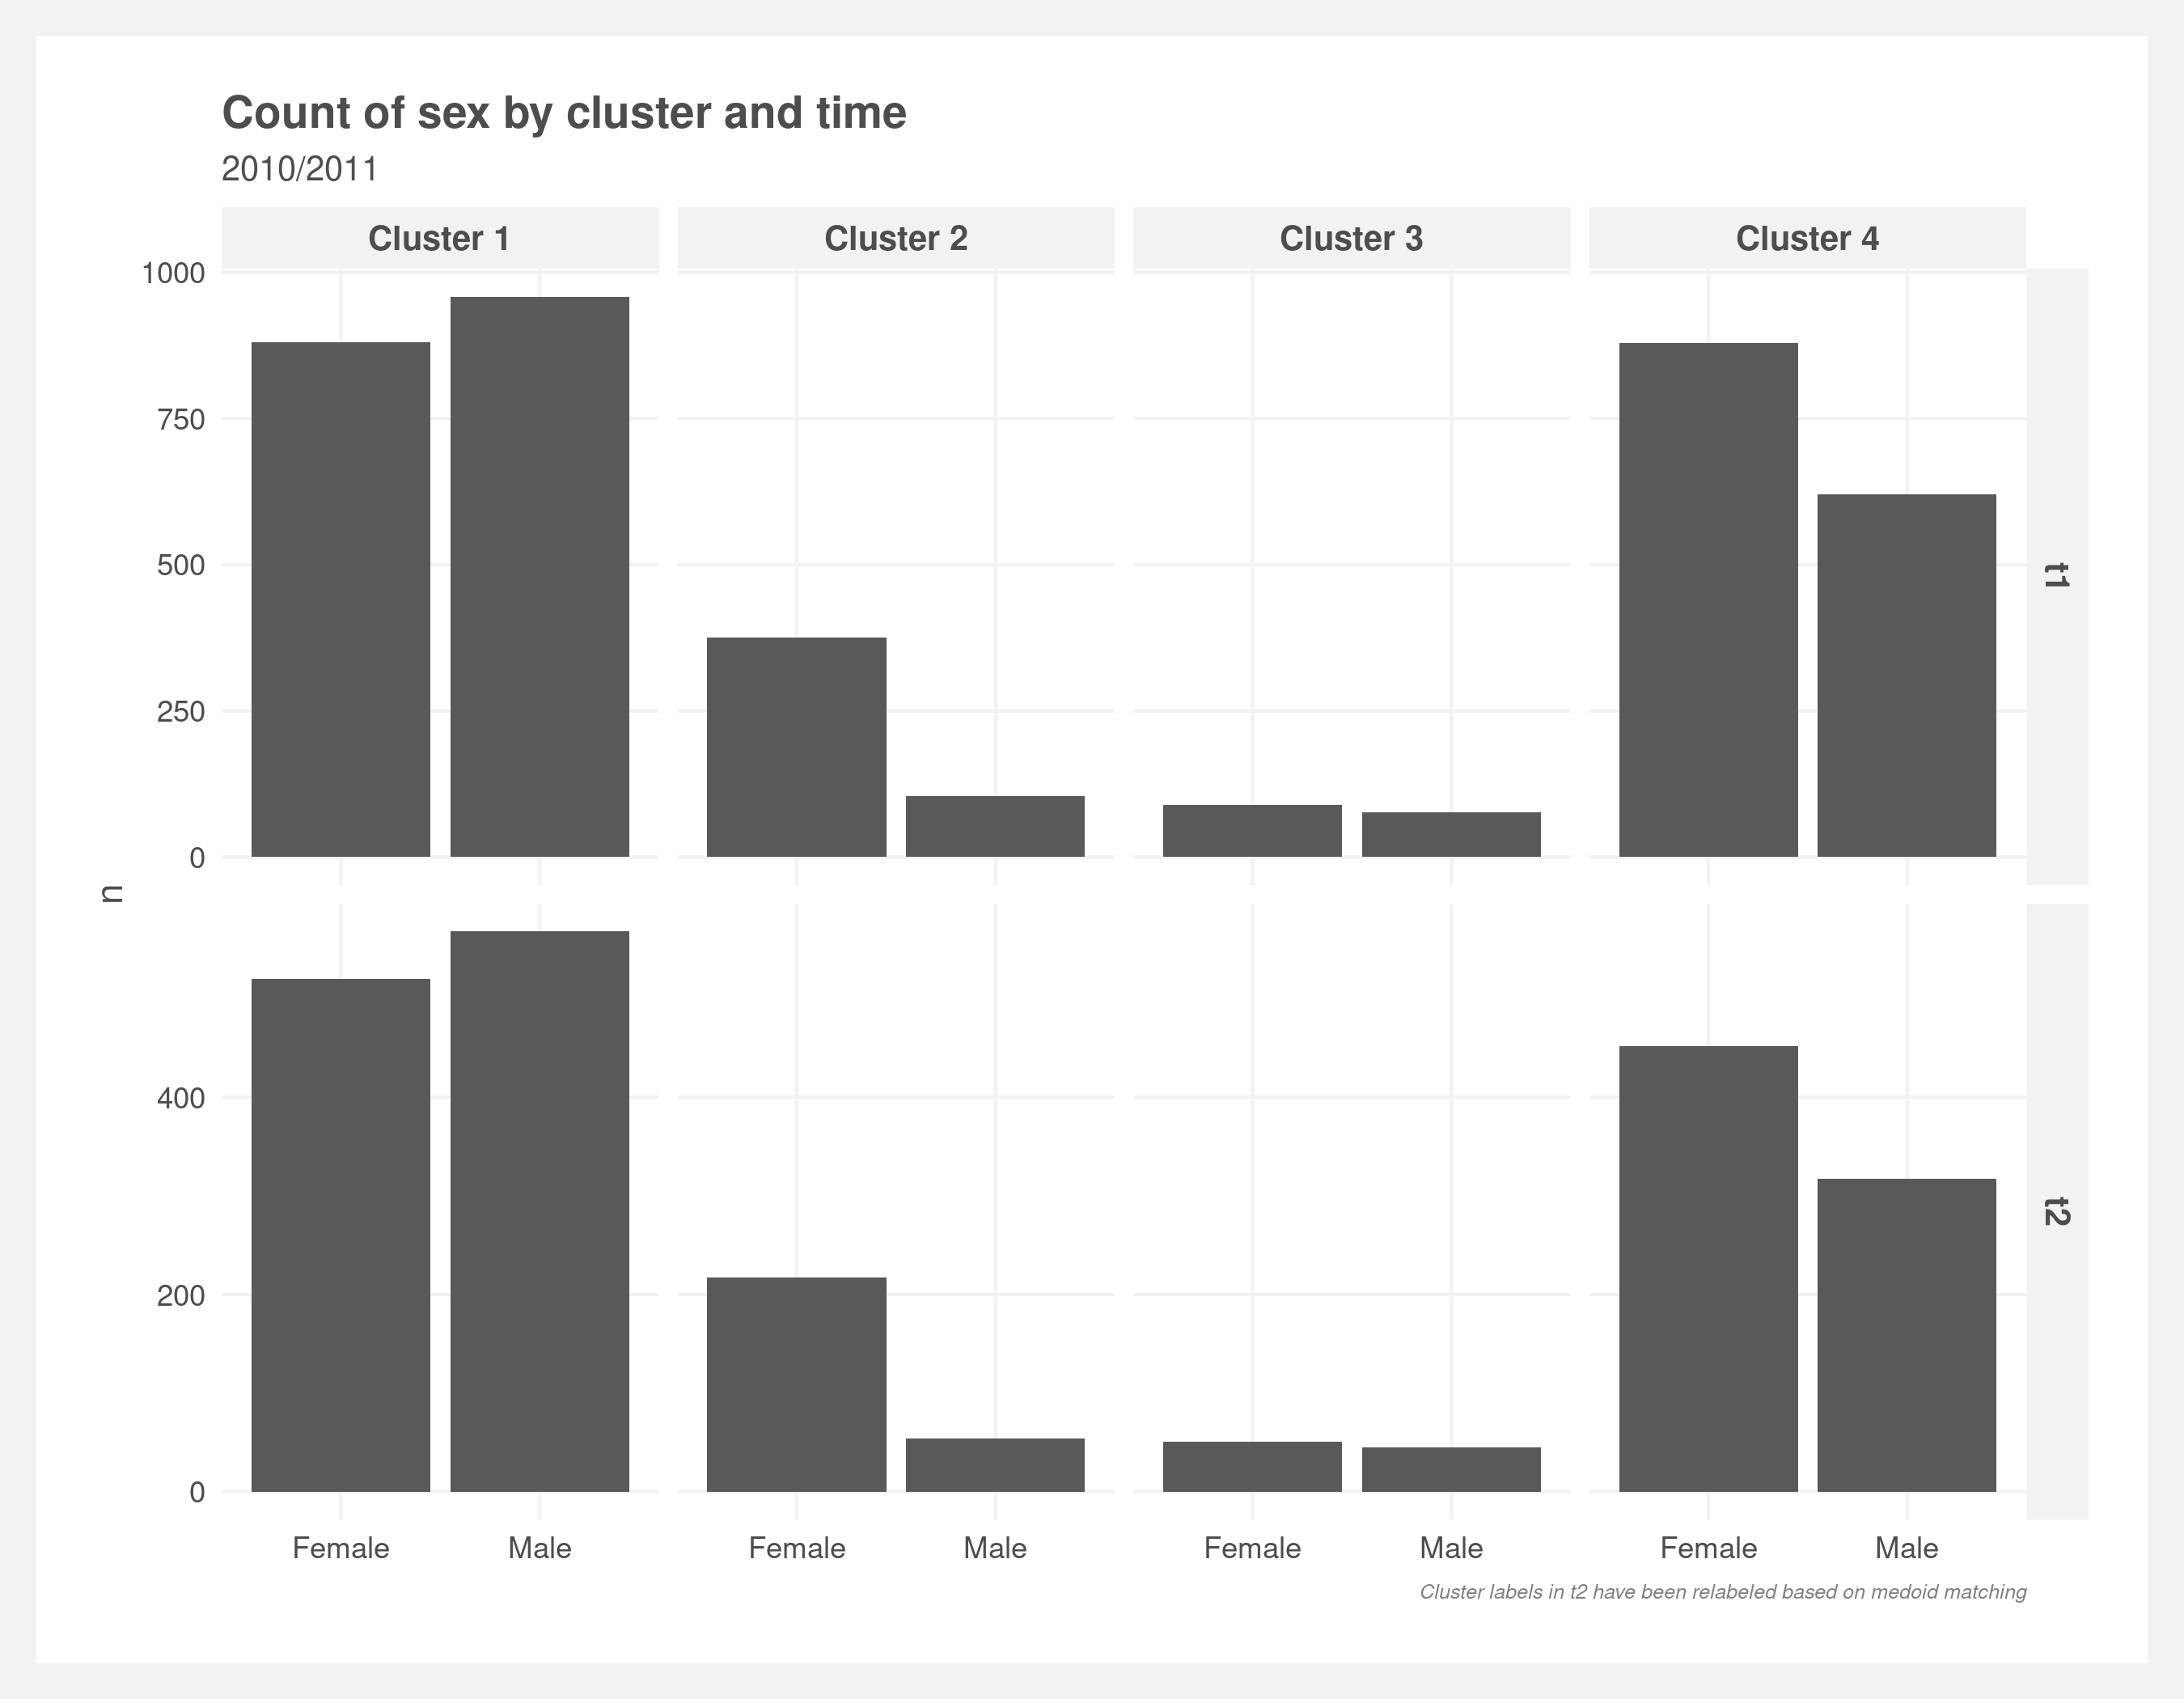 Count of sex by cluster and time
2010/2011
Cluster 1 Cluster 2 Cluster 3 Cluster 4
1000
750
500
250
0
t1
n
400
200
0
t2
Female Male Female Male Female Male Female Male
Cluster labels in t2 have been relabeled based on medoid matching